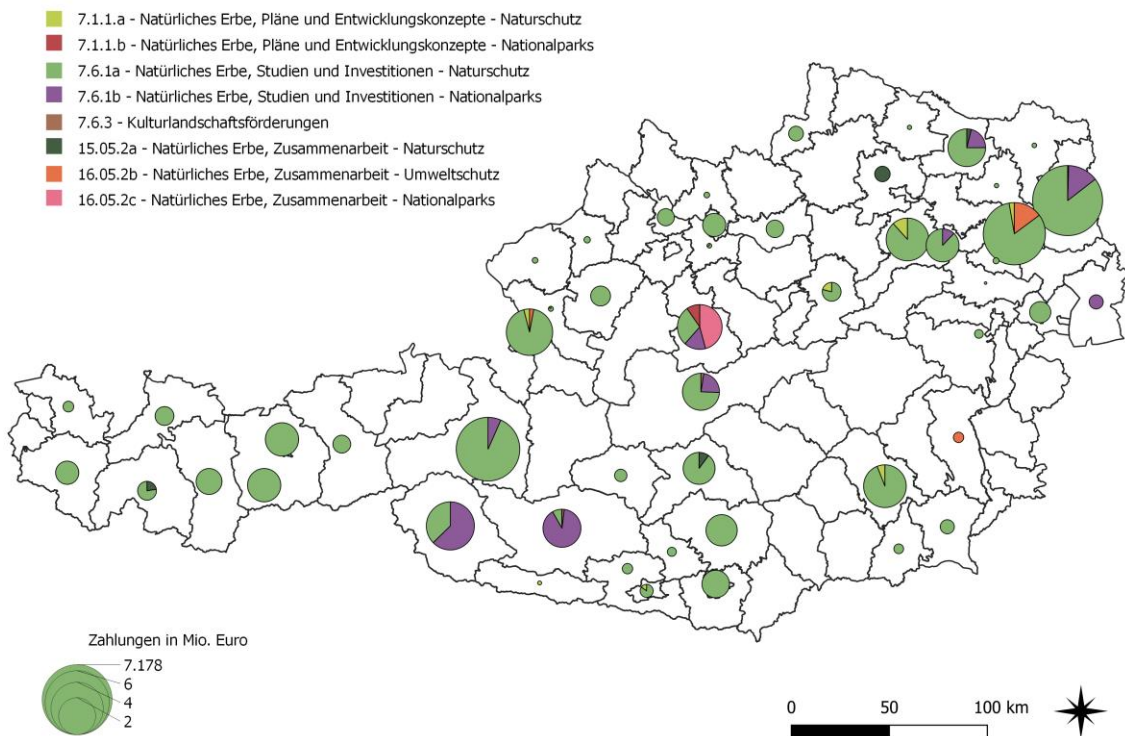 7.1.1.a - Natürliches Erbe, Pläne und Entwicklungskonzepte - Naturschutz
7.1.1.b - Natürliches Erbe, Pläne und Entwicklungskonzepte - Nationalparks
7.6.1a - Natürliches Erbe, Studien und Investitionen - Naturschutz
7.6.1b - Natürliches Erbe, Studien und Investitionen - Nationalparks
7.6.3 - Kulturlandschaftsförderungen
15.05.2a - Natürliches Erbe, Zusammenarbeit - Naturschutz
16.05.2b - Natürliches Erbe, Zusammenarbeit - Umweltschutz
16.05.2c - Natürliches Erbe, Zusammenarbeit - Nationalparks
Zahlungen in Mio. Euro
7.178
6
4
2
0 50 100 km